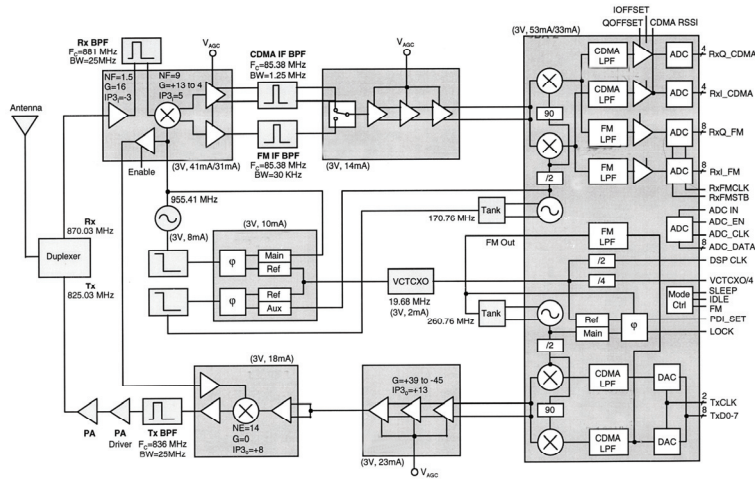 IOFFSET
QOFFSET
CDMA RSSI
Rx BPF
FC=881 MHz
BW=25MHz
VAGC
CDMA IF BPF
FC=85.38 MHz
BW=1.25 MHz
VAGC
(3V, 53mA/33mA)
NF=1.5
G=16
IP3I=-3
NF=9
G=+13 to 4
IP3I=5
Antenna
Enable
(3V, 41mA/31mA)
FM IF BPF
FC=85.38 MHz
BW=30 KHz
(3V, 14mA)
CDMA
LPF
ADC
4
RxQ_CDMA
CDMA
LPF
ADC
4
RxI_CDMA
90
FM
LPF
ADC
8
RxQ_FM
FM
LPF
ADC
8
RxI_FM
/2
RxFMCLK
RxFMSTB
955.41 MHz
(3V, 8mA)
(3V, 10mA)
Tank
170.76 MHz
ADC IN
ADC_EN
ADC
ADC_CLK
8
ADC_DATA
Rx
870.03 MHz
Duplexer
Tx
825.03 MHz
φ
Main
Ref
φ
Ref
Aux
FM Out
FM
LPF
VCTCXO
19.68 MHz
(3V, 2mA)
/2
DSP CLK
/4
VCTCXO/4
Mode
Ctrl
SLEEP
IDLE
FM
Tank
260.76 MHz
Ref
Main
φ
LOCK
/2
(3V, 18mA)
G=+39 to -45
IP3O=+13
PA
PA
Driver
Tx BPF
FC=836 MHz
BW=25MHz
NE=14
G=0
IP3O=+8
(3V, 23mA)
VAGC
CDMA
LPF
DAC
90
2
TxCLK
8
TxD0-7
CDMA
LPF
DAC